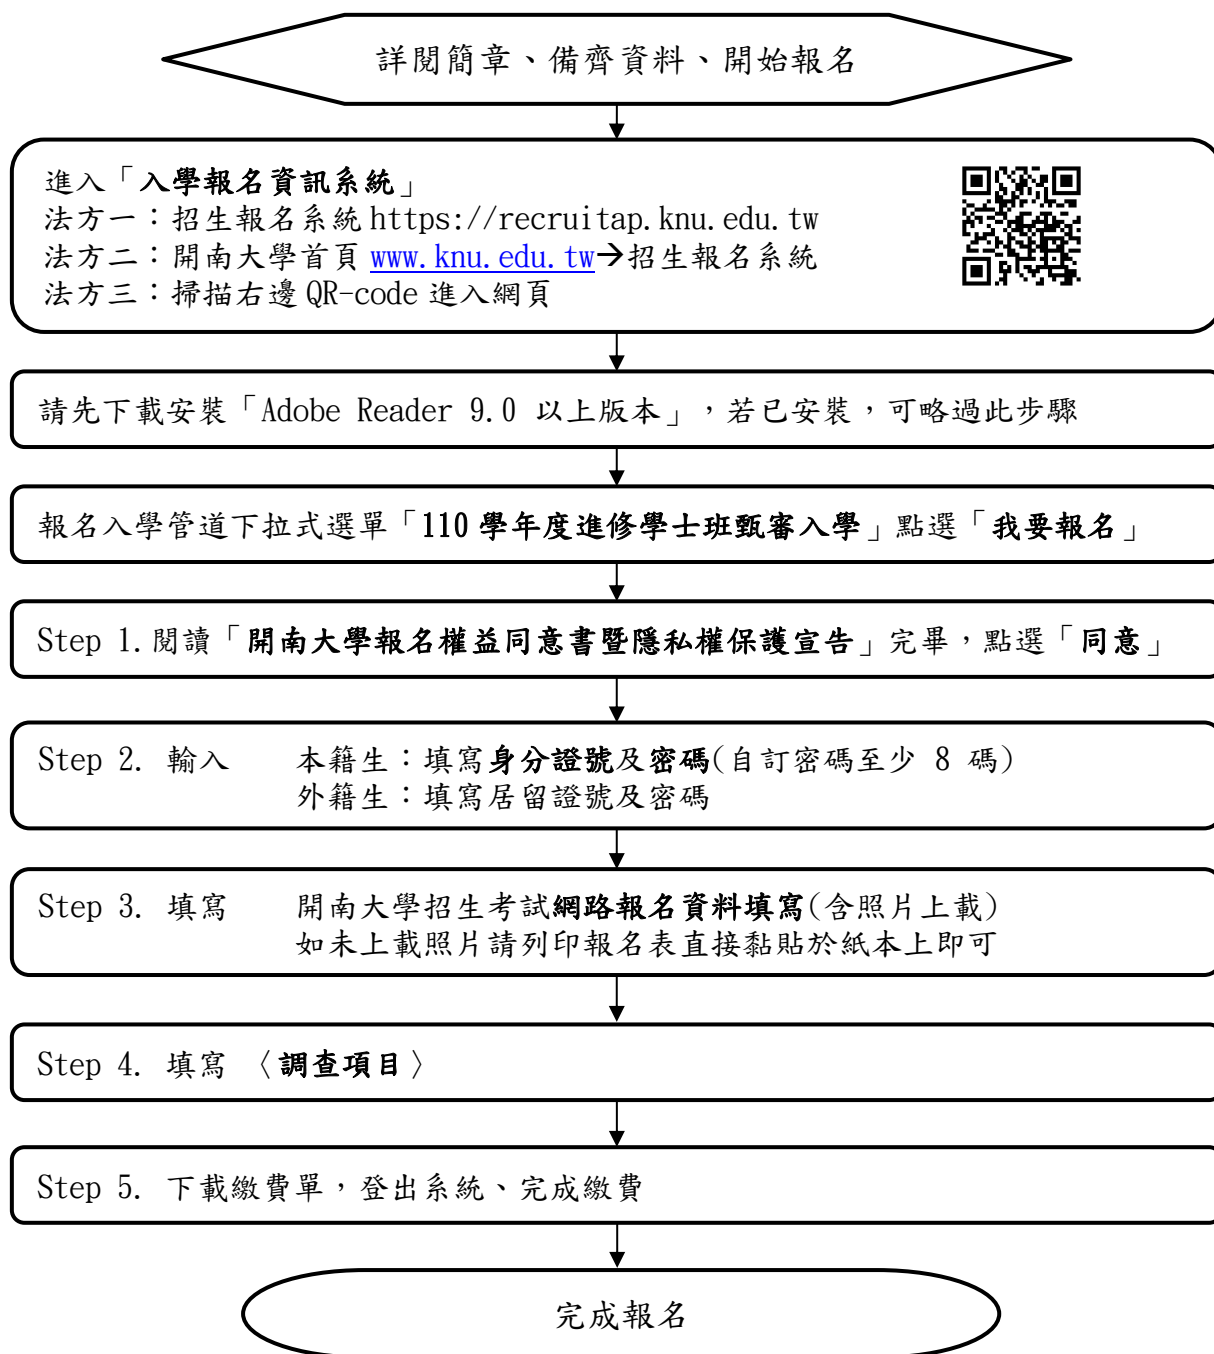 詳閱簡章、備齊資料、開始報名
進入「入學報名資訊系統」
法方一：招生報名系統 https://recruitap.knu.edu.tw
法方二：開南大學首頁 www.knu.edu.tw→招生報名系統
法方三：掃描右邊 QR-code 進入網頁
請先下載安裝「Adobe Reader 9.0 以上版本」，若已安裝，可略過此步驟
報名入學管道下拉式選單「110 學年度進修學士班甄審入學」點選「我要報名」
Step 1.閱讀「開南大學報名權益同意書暨隱私權保護宣告」完畢，點選「同意」
Step 2. 輸入 本籍生：填寫身分證號及密碼(自訂密碼至少 8 碼)
外籍生：填寫居留證號及密碼
Step 3. 填寫 開南大學招生考試網路報名資料填寫(含照片上載)
如未上載照片請列印報名表直接黏貼於紙本上即可
Step 4. 填寫 〈調查項目〉
Step 5. 下載繳費單，登出系統、完成繳費
完成報名